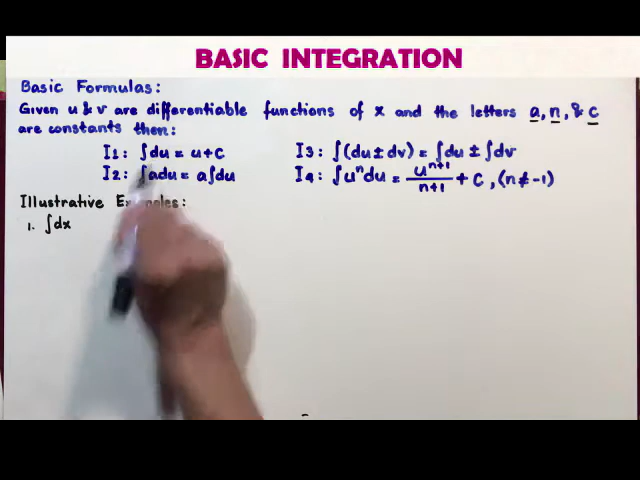 BASIC INTEGRATION
Basic Formulas:
Given u & v are differentiable functions of x and the letters a, n, & c
are constants then:
I1: ∫du = u+c
I2: ∫adu = a∫du
I3: ∫(du ± dv) = ∫du ± ∫dv
I4: ∫uⁿdu = uⁿ⁺¹/n+1 + c, (n ≠ -1)
Illustrative Examples:
1. ∫dx